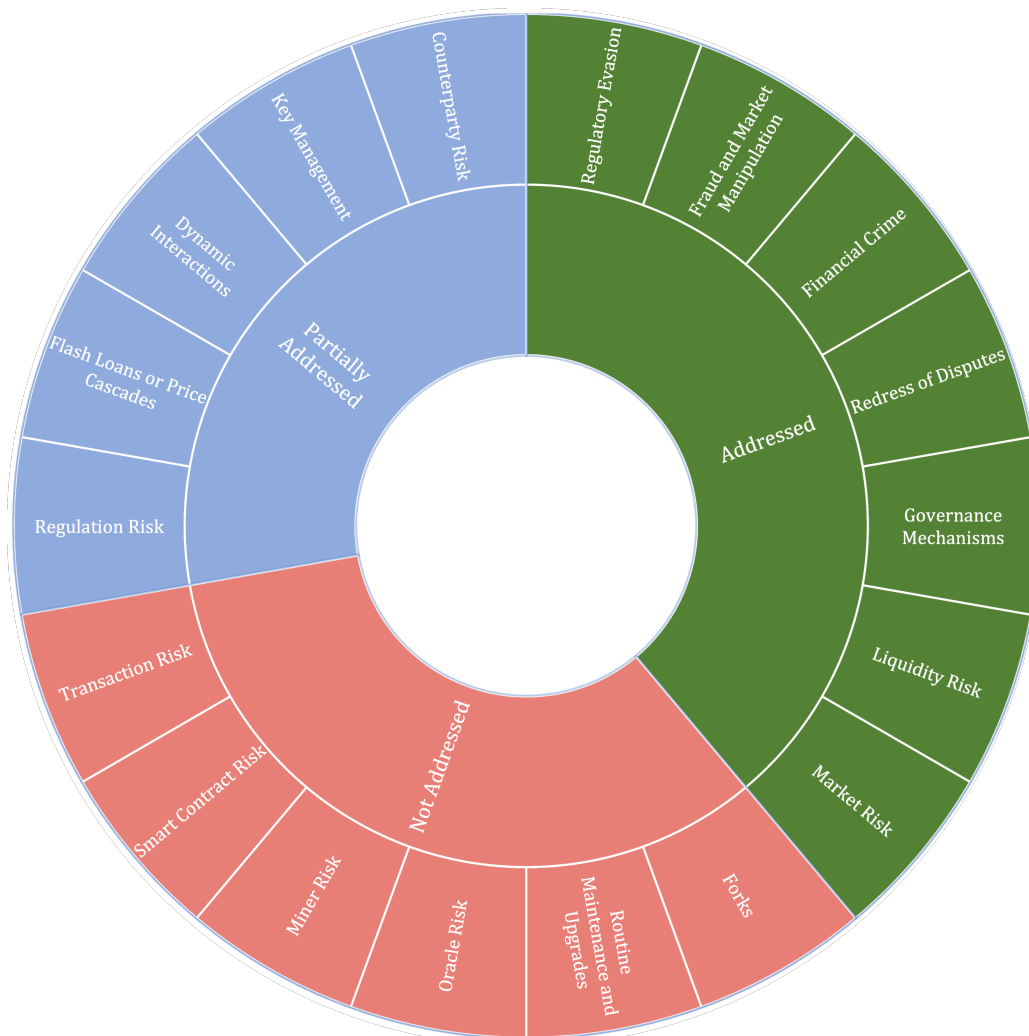 Regulatory Evasion
Fraud and Market
Manipulation
Financial Crime
Redress of Disputes
Governance
Mechanisms
Liquidity Risk
Market Risk
Addressed
Forks
Routine
Maintenance and
Upgrades
Oracle Risk
Miner Risk
Smart Contract Risk
Transaction Risk
Not Addressed
Regulation Risk
Flash Loans or Price
Cascades
Dynamic
Interactions
Key Management
Counterparty Risk
Partially
Addressed